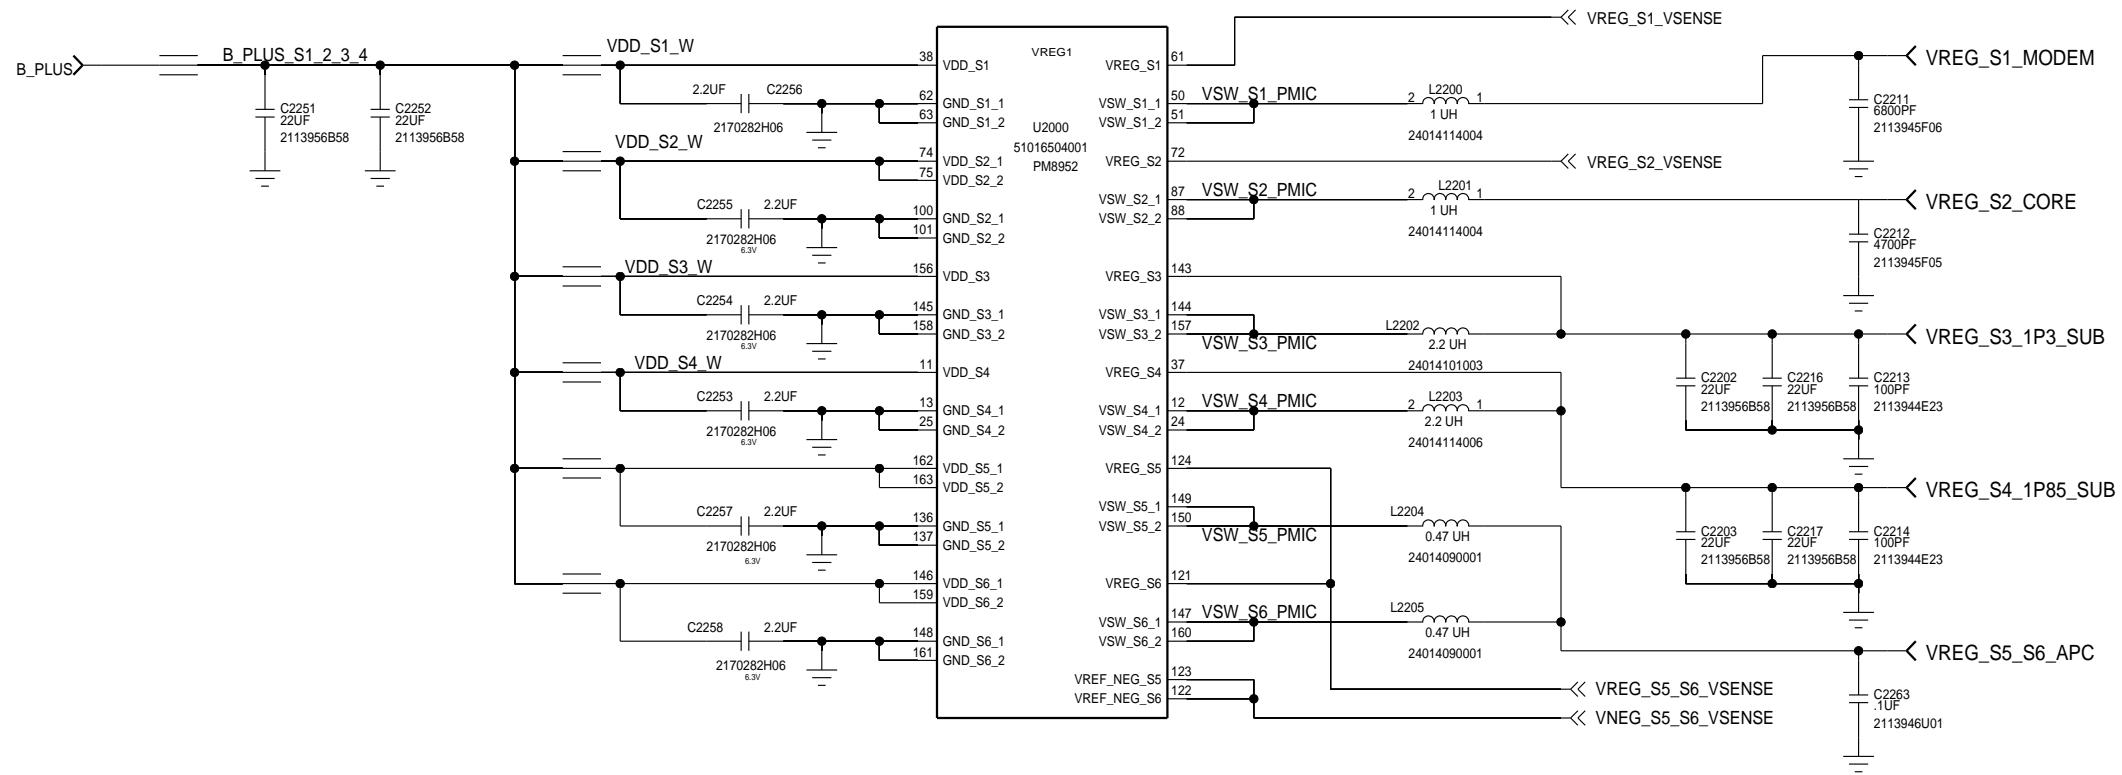 B_PLUS
B_PLUS_S1_2_3_4
C2251
22UF
2113956B58
C2252
22UF
2113956B58
VDD_S1_W
2.2UF C2256
2170282H06
VDD_S2_W
C2255 2.2UF
2170282H06
6.3V
VDD_S3_W
C2254 2.2UF
2170282H06
6.3V
VDD_S4_W
C2253 2.2UF
2170282H06
6.3V
C2257 2.2UF
2170282H06
6.3V
C2258 2.2UF
2170282H06
6.3V
VREG1
U2000
51016504001
PM8952
38 VDD_S1
62 GND_S1_1
63 GND_S1_2
74 VDD_S2_1
75 VDD_S2_2
100 GND_S2_1
101 GND_S2_2
156 VDD_S3
145 GND_S3_1
158 GND_S3_2
11 VDD_S4
13 GND_S4_1
25 GND_S4_2
162 VDD_S5_1
163 VDD_S5_2
136 GND_S5_1
137 GND_S5_2
146 VDD_S6_1
159 VDD_S6_2
148 GND_S6_1
161 GND_S6_2
VREG_S1 61
VSW_S1_1 50
VSW_S1_2 51
VREG_S2 72
VSW_S2_1 87
VSW_S2_2 88
VREG_S3 143
VSW_S3_1 144
VSW_S3_2 157
VREG_S4 37
VSW_S4_1 12
VSW_S4_2 24
VREG_S5 124
VSW_S5_1 149
VSW_S5_2 150
VREG_S6 121
VSW_S6_1 147
VSW_S6_2 160
VREF_NEG_S5 123
VREF_NEG_S6 122
VSW_S1_PMIC
2 L2200 1
1 UH
24014114004
VSW_S2_PMIC
2 L2201 1
1 UH
24014114004
VSW_S3_PMIC
L2202
2.2 UH
24014101003
VSW_S4_PMIC
2 L2203 1
2.2 UH
24014114006
VSW_S5_PMIC
L2204
0.47 UH
24014090001
VSW_S6_PMIC
L2205
0.47 UH
24014090001
VREG_S1_VSENSE
VREG_S1_MODEM
C2211
6800PF
2113945F06
VREG_S2_VSENSE
VREG_S2_CORE
C2212
4700PF
2113945F05
VREG_S3_1P3_SUB
C2202
22UF
2113956B58
C2216
22UF
2113956B58
C2213
100PF
2113944E23
VREG_S4_1P85_SUB
C2203
22UF
2113956B58
C2217
22UF
2113956B58
C2214
100PF
2113944E23
VREG_S5_S6_APC
C2263
.1UF
2113946U01
VREG_S5_S6_VSENSE
VNEG_S5_S6_VSENSE